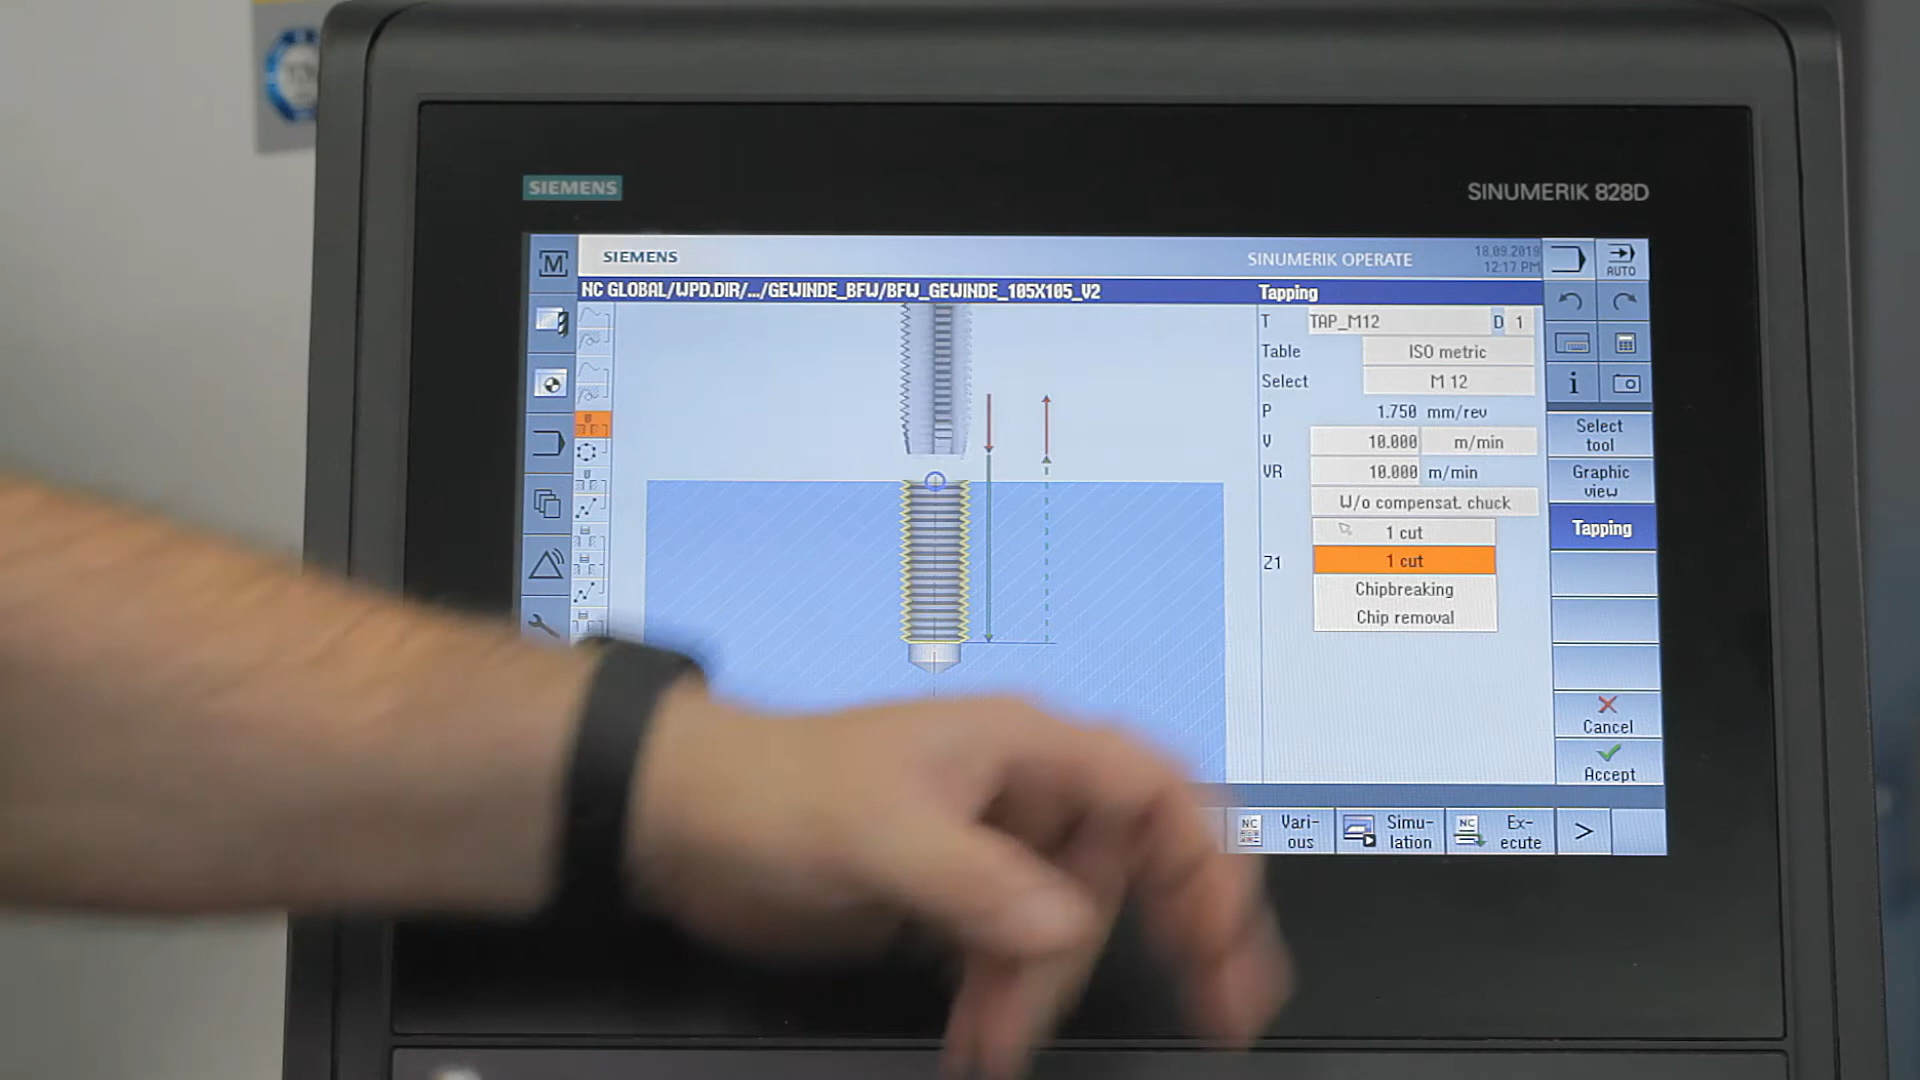 SIEMENS
SINUMERIK 828D
SIEMENS
SINUMERIK OPERATE
18.09.2019
12:17 PM
AUTO
NC GLOBAL/WPD.DIR/.../GEWINDE_BFW/BFW_GEWINDE_105X105_V2
Tapping
T TAP_M12 D 1
Table ISO metric
Select M 12
P 1.750 mm/rev
V 10.000 m/min
VR 10.000 m/min
W/o compensat. chuck
1 cut
Z1 1 cut
Chipbreaking
Chip removal
M
i
Select
tool
Graphic
view
Tapping
Cancel
Accept
NC Vari-
ous
Simu-
lation
NC Ex-
ecute
>